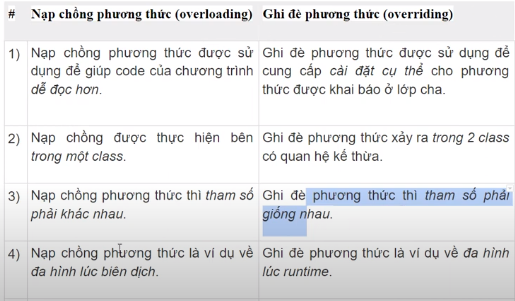 # Nạp chồng phương thức (overloading) Ghi đè phương thức (overriding)
1) Nạp chồng phương thức được sử
dụng để giúp code của chương trình
dễ đọc hơn.
Ghi đè phương thức được sử dụng để
cung cấp cài đặt cụ thể cho phương
thức được khai báo ở lớp cha.
2) Nạp chồng được thực hiện bên
trong một class.
Ghi đè phương thức xảy ra trong 2 class
có quan hệ kế thừa.
3) Nạp chồng phương thức thì tham số
phải khác nhau.
Ghi đè phương thức thì tham số phải
giống nhau.
4) Nạp chồng phương thức là ví dụ về
đa hình lúc biên dịch.
Ghi đè phương thức là ví dụ về đa hình
lúc runtime.